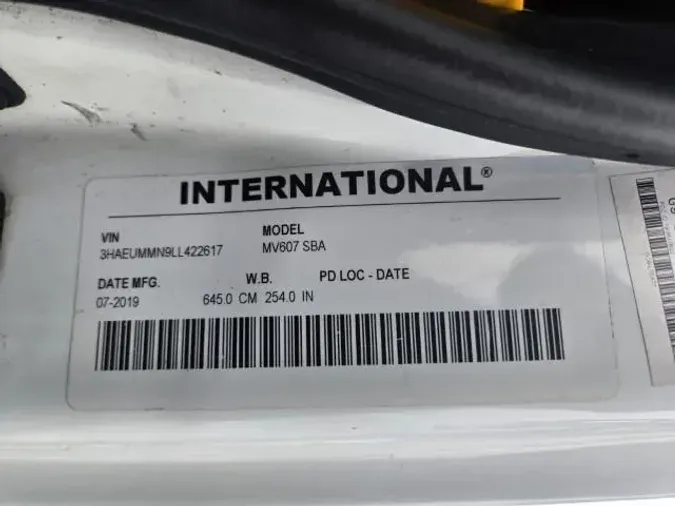 INTERNATIONAL®
VIN MODEL
3HAEUMMN9LL422617 MV607 SBA
DATE MFG. W.B. PD LOC - DATE
07-2019 645.0 CM 254.0 IN